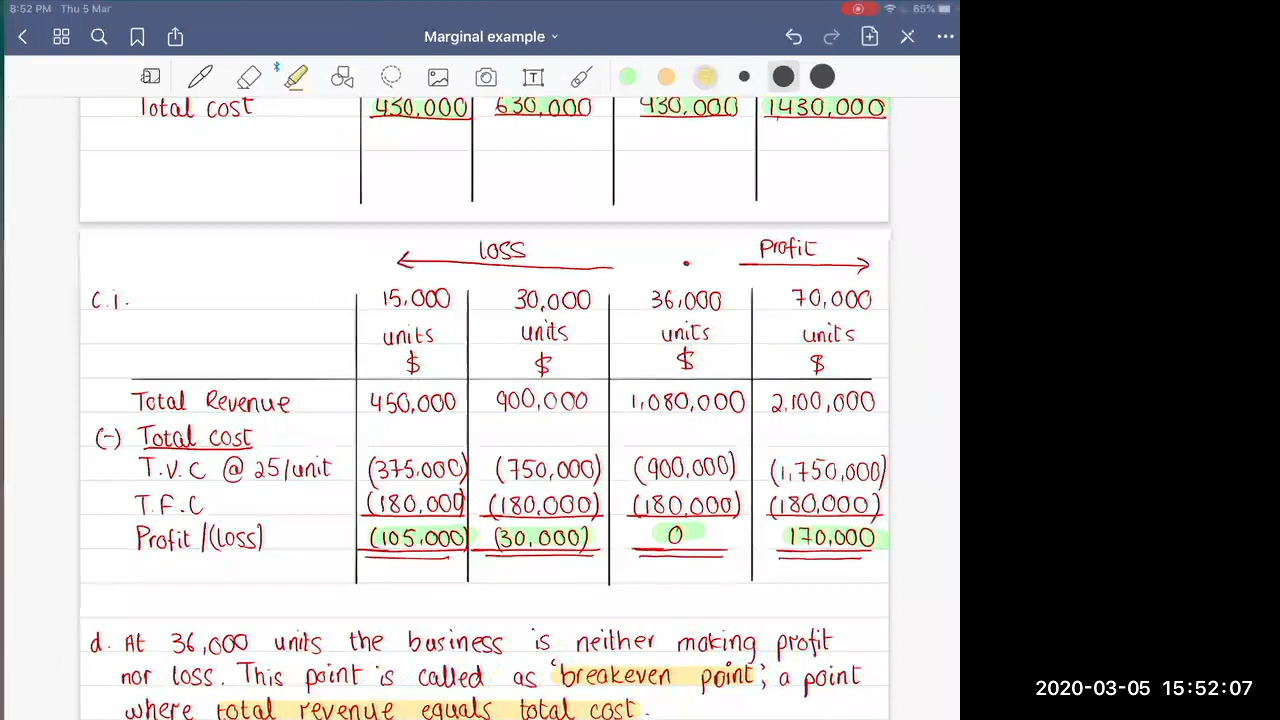 8:52 PM Thu 5 Mar 65%
Marginal example
Total cost 430,000 630,000 430,000 1,430,000
Loss Profit
c.i. 15,000 30,000 36,000 70,000
units units units units
$ $ $ $
Total Revenue 450,000 900,000 1,080,000 2,100,000
(-) Total cost
T.V.C @ 25/unit (375,000) (750,000) (900,000) (1,750,000)
T.F.C (180,000) (180,000) (180,000) (180,000)
Profit /(loss) (105,000) (30,000) 0 170,000
d. At 36,000 units the business is neither making profit
nor loss. This point is called as 'breakeven point'; a point
where total revenue equals total cost.
2020-03-05 15:52:07